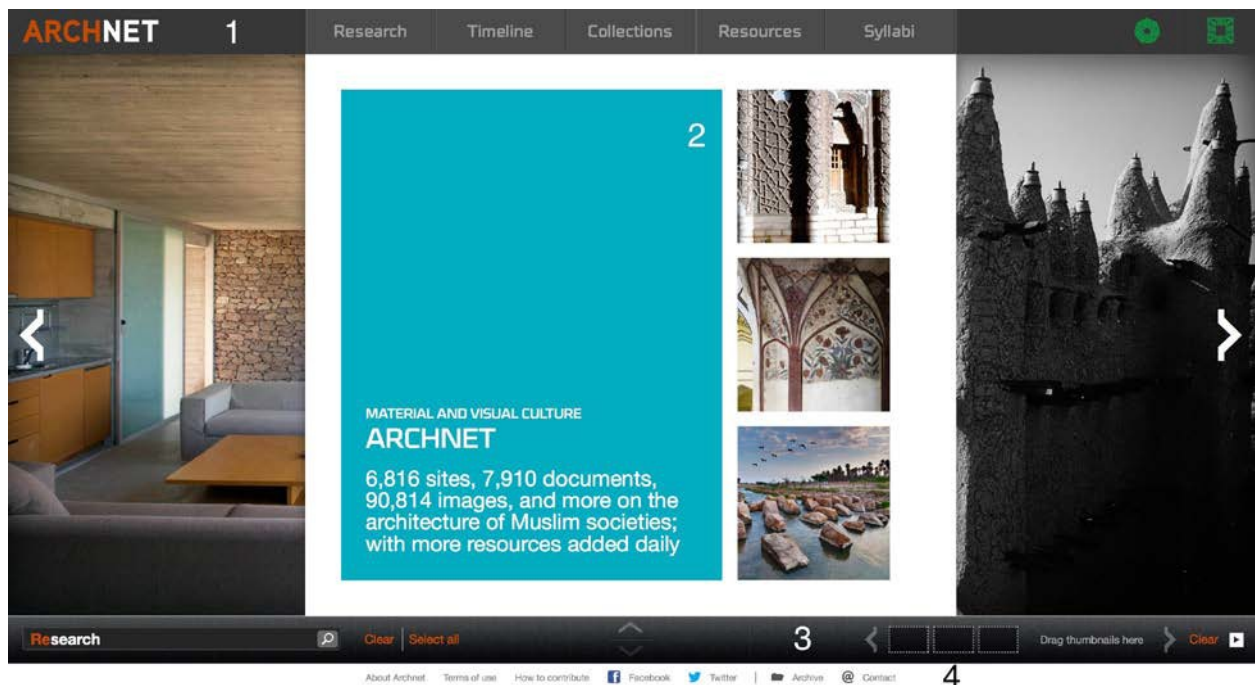 ARCHNET 1 Research Timeline Collections Resources Syllabi
2
MATERIAL AND VISUAL CULTURE
ARCHNET
6,816 sites, 7,910 documents,
90,814 images, and more on the
architecture of Muslim societies;
with more resources added daily
Research Clear Select all 3 Drag thumbnails here Clear
About Archnet Terms of use How to contribute Facebook Twitter | Archive @ Contact 4